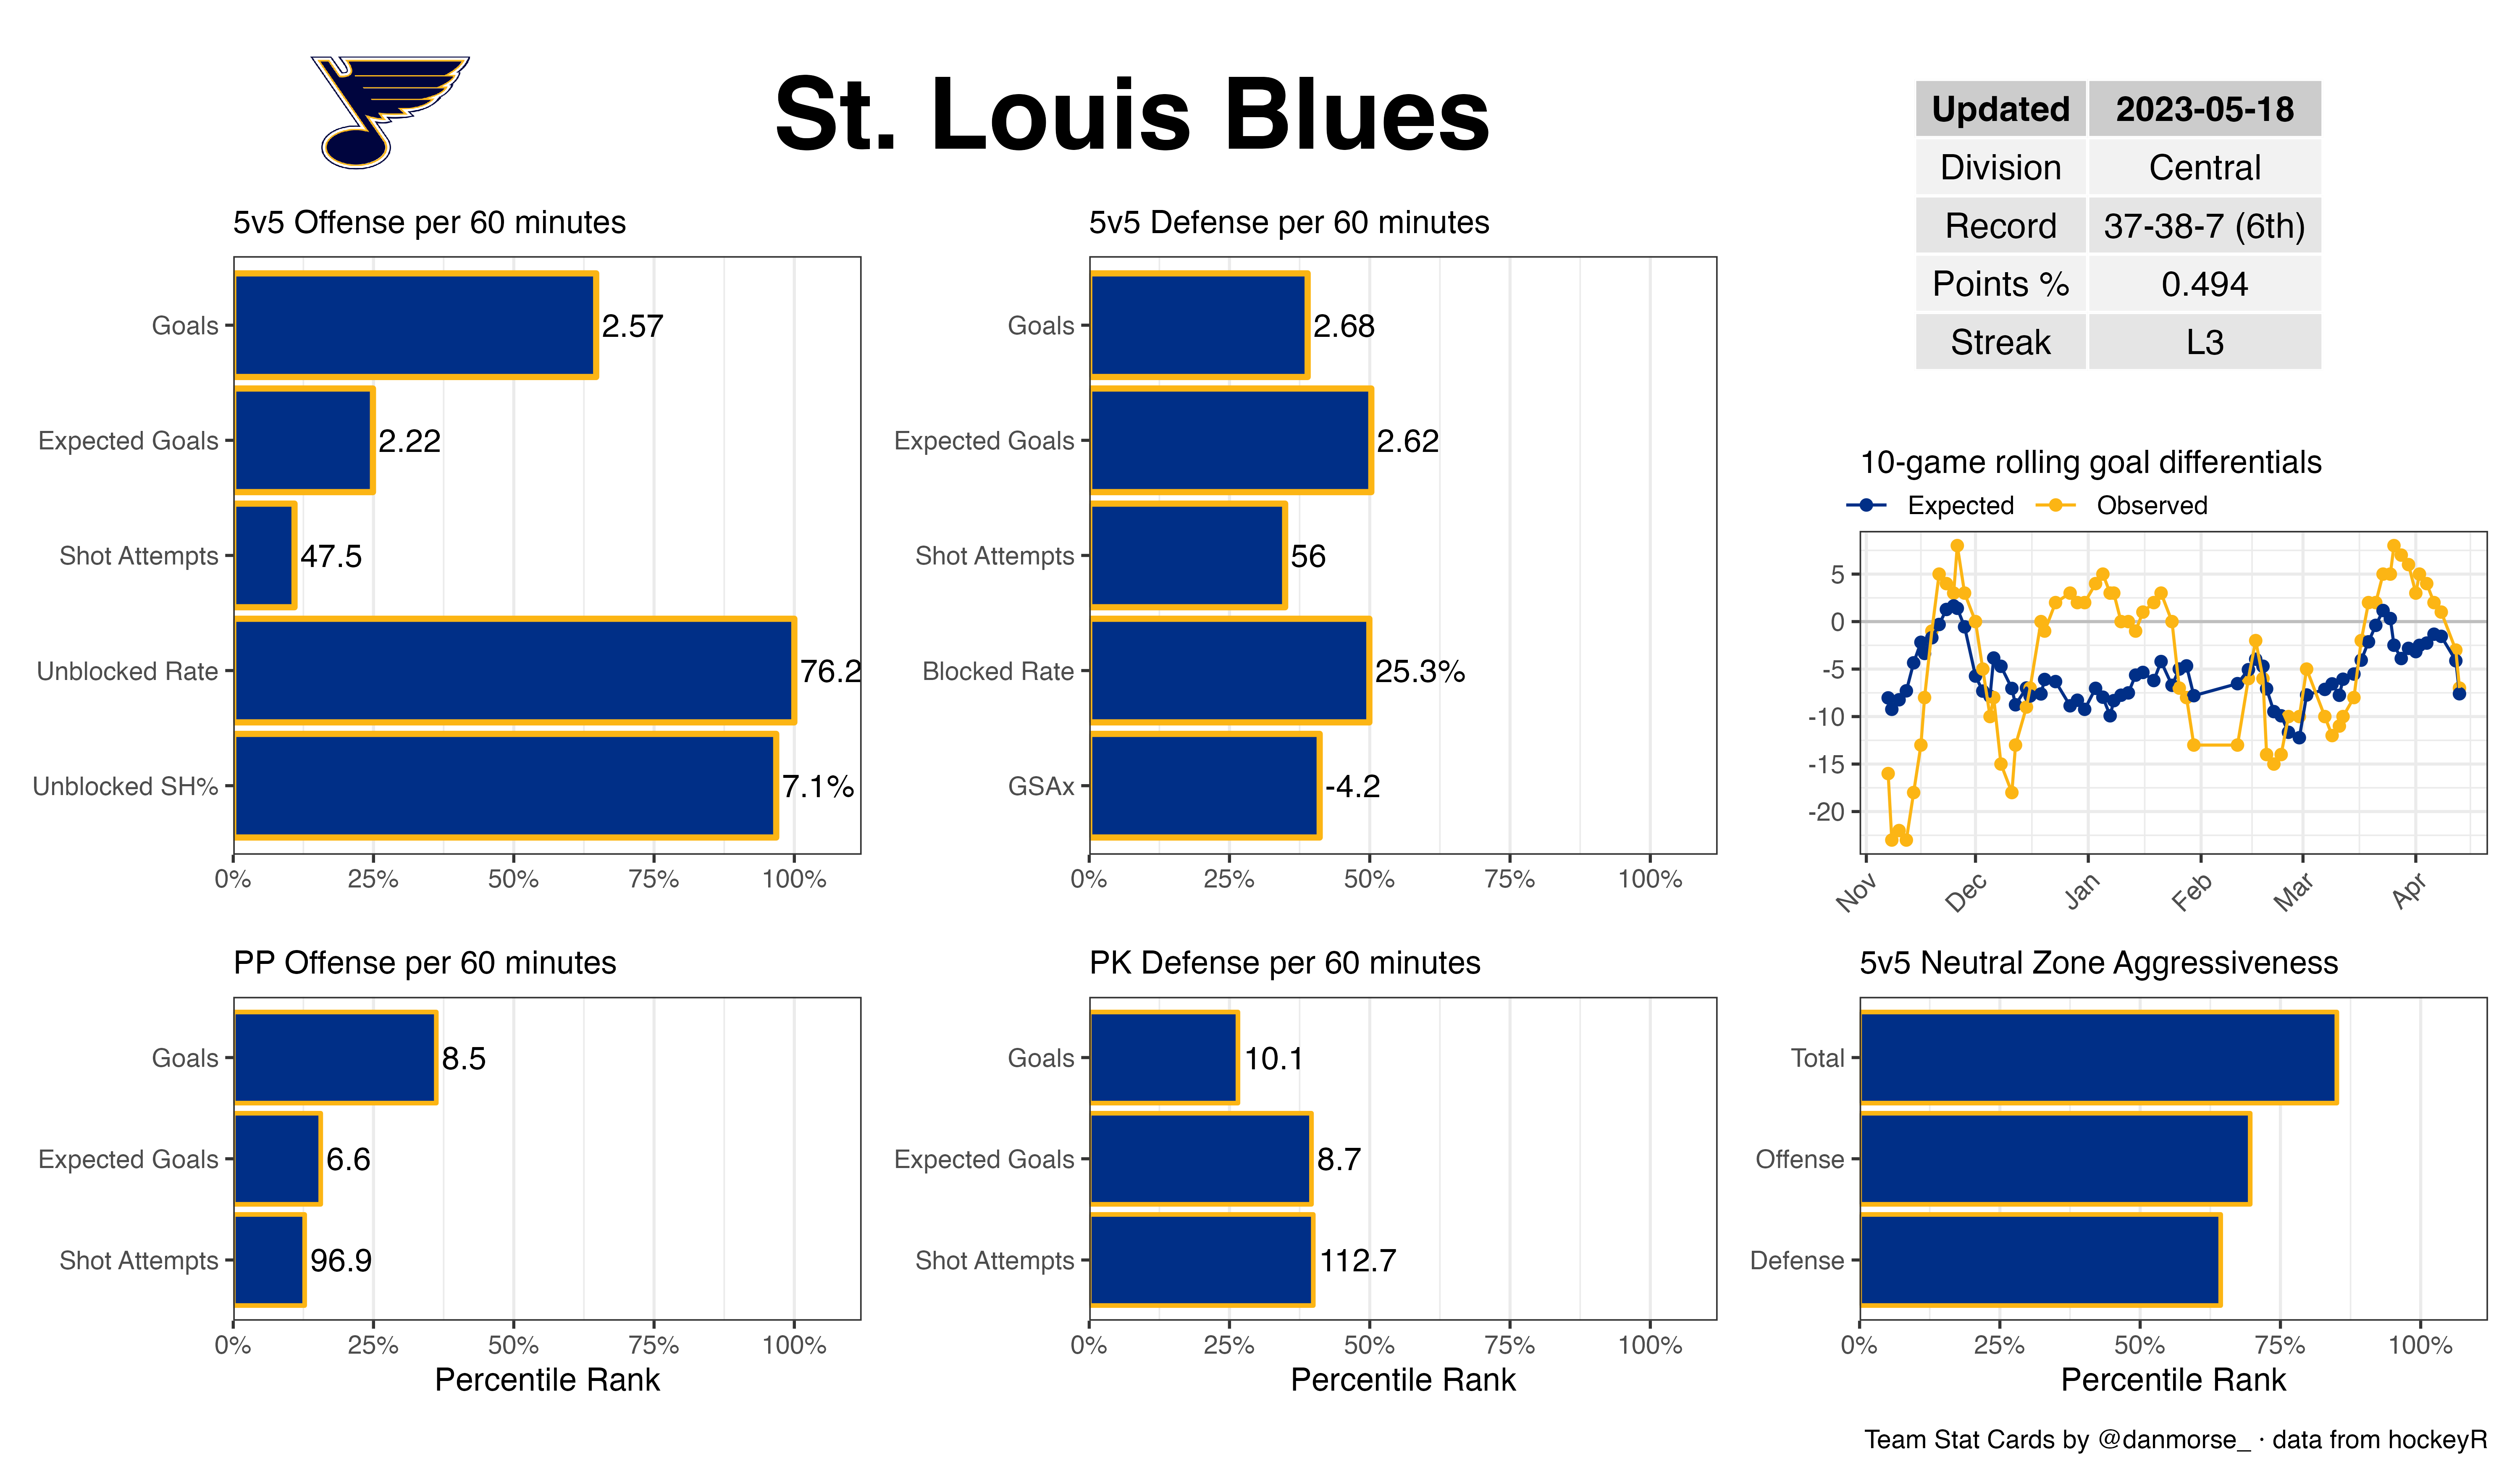 St. Louis Blues
Updated 2023-05-18
Division Central
Record 37-38-7 (6th)
Points % 0.494
Streak L3
5v5 Offense per 60 minutes
Goals 2.57
Expected Goals 2.22
Shot Attempts 47.5
Unblocked Rate 76.2
Unblocked SH% 7.1%
0% 25% 50% 75% 100%
5v5 Defense per 60 minutes
Goals 2.68
Expected Goals 2.62
Shot Attempts 56
Blocked Rate 25.3%
GSAx -4.2
0% 25% 50% 75% 100%
10-game rolling goal differentials
Expected Observed
5
0
-5
-10
-15
-20
Nov Dec Jan Feb Mar Apr
PP Offense per 60 minutes
Goals 8.5
Expected Goals 6.6
Shot Attempts 96.9
0% 25% 50% 75% 100%
Percentile Rank
PK Defense per 60 minutes
Goals 10.1
Expected Goals 8.7
Shot Attempts 112.7
0% 25% 50% 75% 100%
Percentile Rank
5v5 Neutral Zone Aggressiveness
Total
Offense
Defense
0% 25% 50% 75% 100%
Percentile Rank
Team Stat Cards by @danmorse_ · data from hockeyR